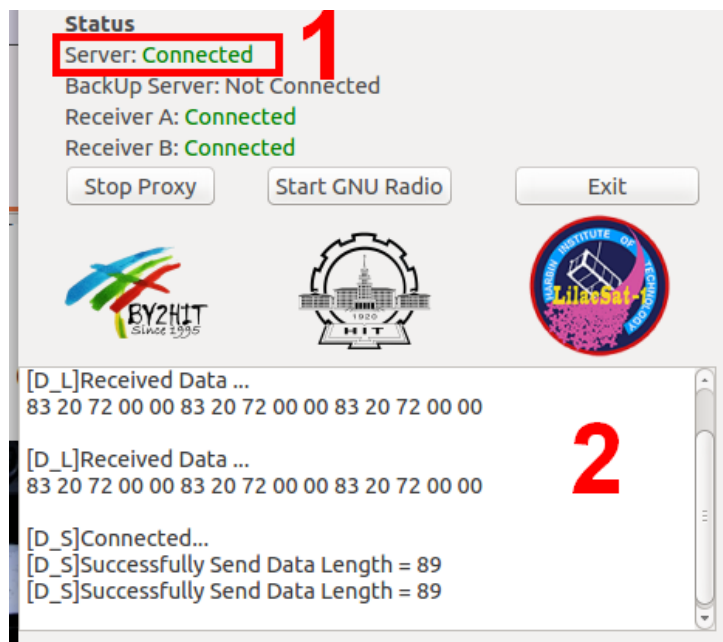 Status
1
Server: Connected
BackUp Server: Not Connected
Receiver A: Connected
Receiver B: Connected
Stop Proxy
Start GNU Radio
Exit
BY2HIT
Since 1995
1920
HIT
HARBIN INSTITUTE OF TECHNOLOGY
LilacSat-1
[D_L]Received Data ...
83 20 72 00 00 83 20 72 00 00 83 20 72 00 00
2
[D_L]Received Data ...
83 20 72 00 00 83 20 72 00 00 83 20 72 00 00
[D_S]Connected...
[D_S]Successfully Send Data Length = 89
[D_S]Successfully Send Data Length = 89